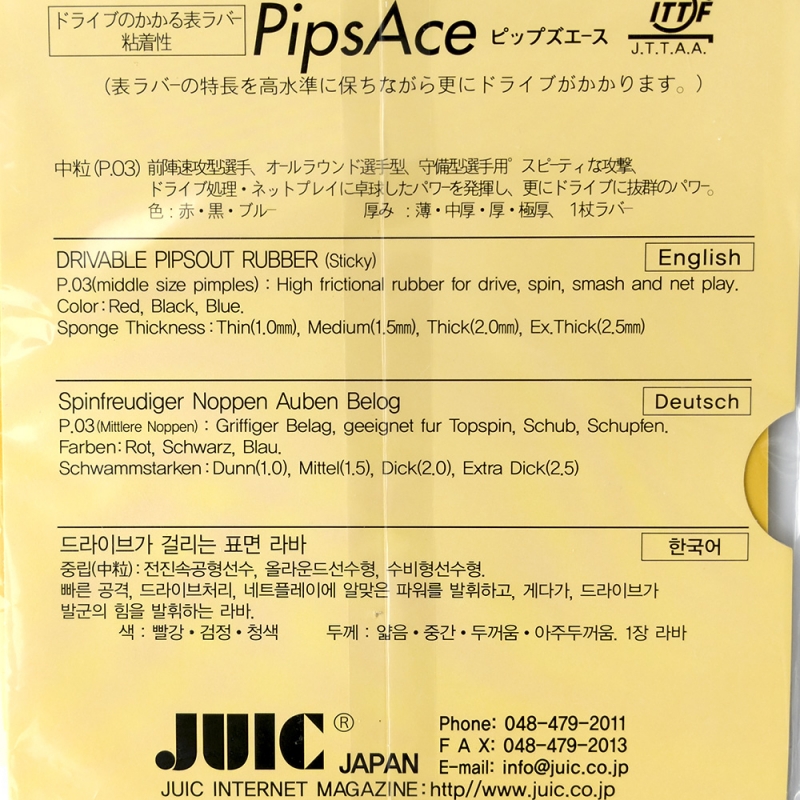 ドライブのかかる表ラバー
粘着性
PipsAce ピップズエース
ITTF
J.T.T.A.A.
(表ラバーの特長を高水準に保ちながら更にドライブがかかります。)
中粒(P.03) 前陣速攻型選手、オールラウンド選手型、守備型選手用゜スピーティな攻撃、
ドライブ処理・ネットプレイに卓球したパワーを発揮し、更にドライブに抜群のパワー。
色：赤・黒・ブルー 厚み：薄・中厚・厚・極厚、1枚ラバー
DRIVABLE PIPSOUT RUBBER (Sticky)
English
P.03(middle size pimples) : High frictional rubber for drive, spin, smash and net play.
Color : Red, Black, Blue.
Sponge Thickness : Thin(1.0mm), Medium(1.5mm), Thick(2.0mm), Ex.Thick(2.5mm)
Spinfreudiger Noppen Auben Belog
Deutsch
P.03(Mittlere Noppen) : Griffiger Belag, geeignet fur Topspin, Schub, Schupfen.
Farben : Rot, Schwarz, Blau.
Schwammstarken : Dunn(1.0), Mittel(1.5), Dick(2.0), Extra Dick(2.5)
드라이브가 걸리는 표면 라바
한국어
중립(中粒) : 전진속공형선수, 올라운드선수형, 수비형선수형.
빠른 공격, 드라이브처리, 네트플레이에 알맞은 파워를 발휘하고, 게다가, 드라이브가
발군의 힘을 발휘하는 라바.
색 : 빨강・검정・청색 두께 : 얇음・중간・두꺼움・아주두꺼움. 1장 라바
JUIC ® JAPAN
Phone: 048-479-2011
F A X: 048-479-2013
E-mail: info@juic.co.jp
JUIC INTERNET MAGAZINE:http//www.juic.co.jp